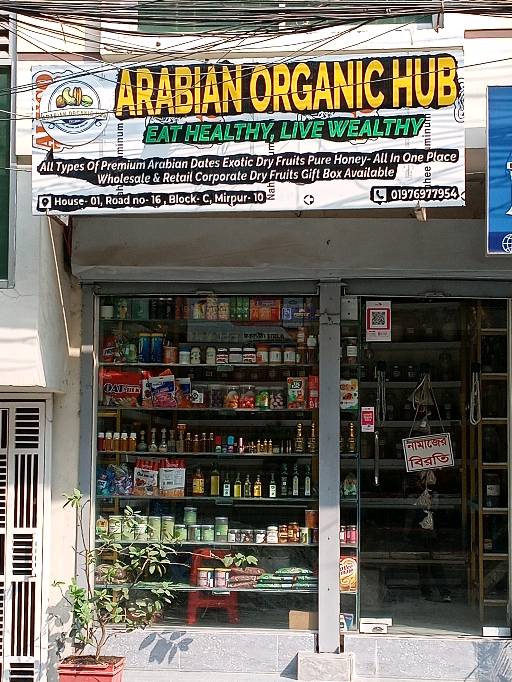 ARABIAN ORGANIC HUB
EAT HEALTHY, LIVE WEALTHY
All Types Of Premium Arabian Dates Exotic Dry Fruits Pure Honey- All In One Place
Wholesale & Retail Corporate Dry Fruits Gift Box Available
House- 01, Road no- 16 , Block- C, Mirpur- 10
01976977954
নামাজের
বিরতি